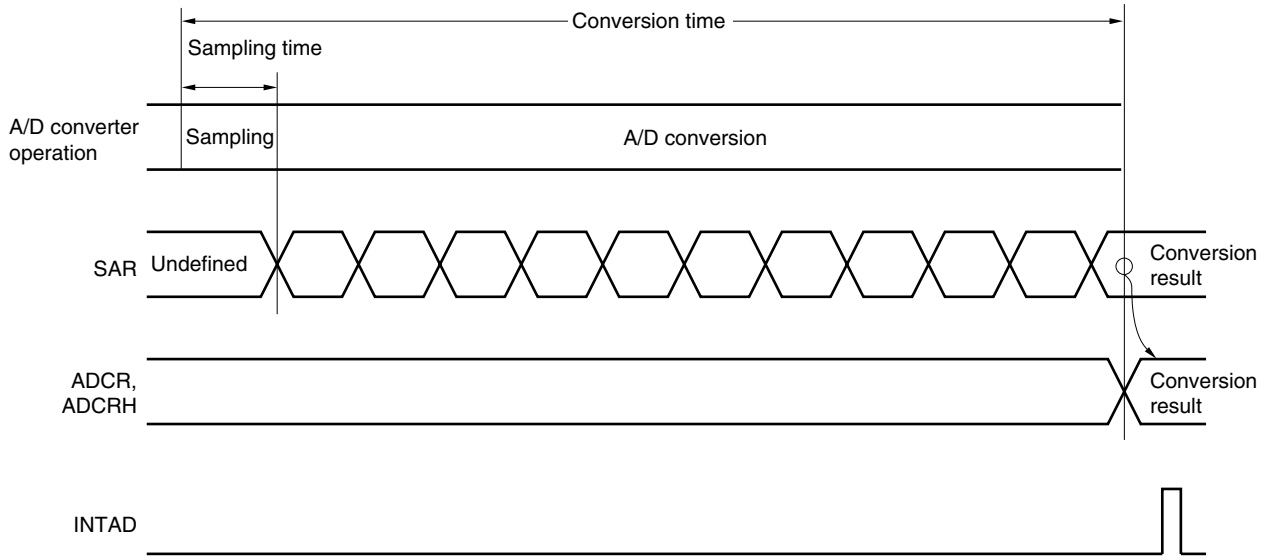 Conversion time
Sampling time
A/D converter
operation
Sampling
A/D conversion
SAR
Undefined
Conversion
result
ADCR,
ADCRH
Conversion
result
INTAD